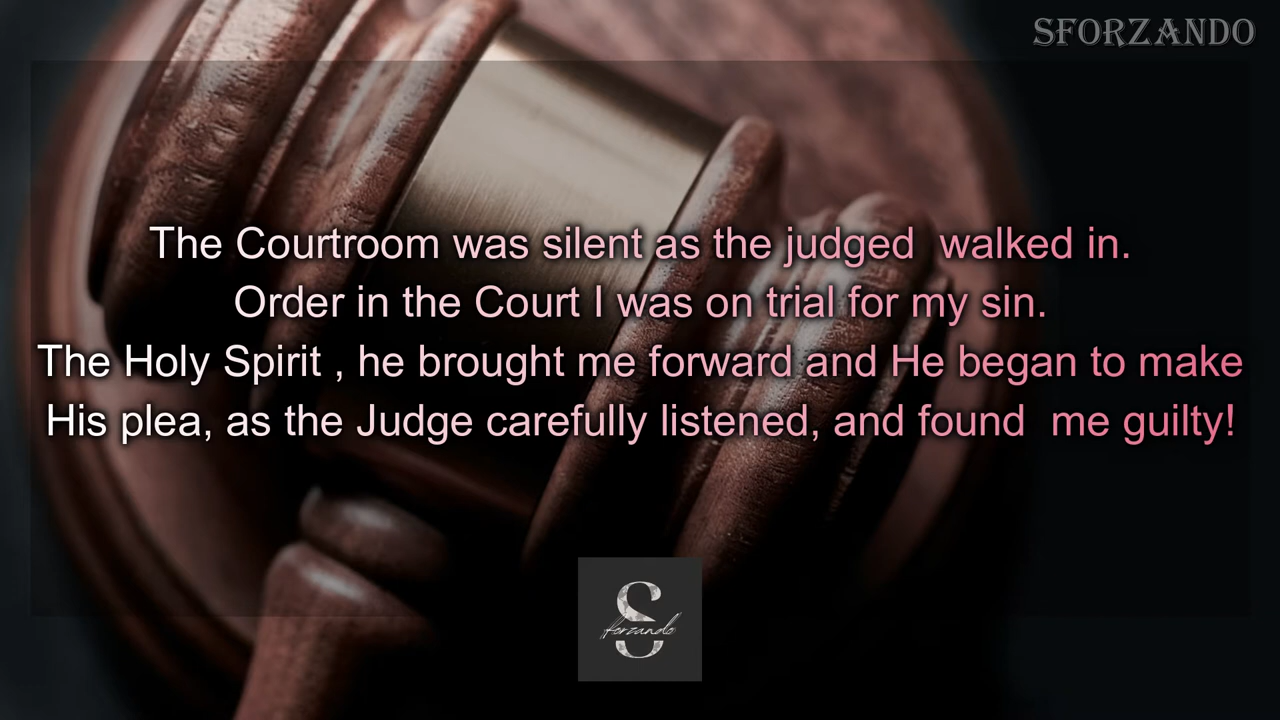 SFORZANDO
The Courtroom was silent as the judged  walked in.
Order in the Court I was on trial for my sin.
The Holy Spirit , he brought me forward and He began to make
His plea, as the Judge carefully listened, and found  me guilty!
S
sforzando